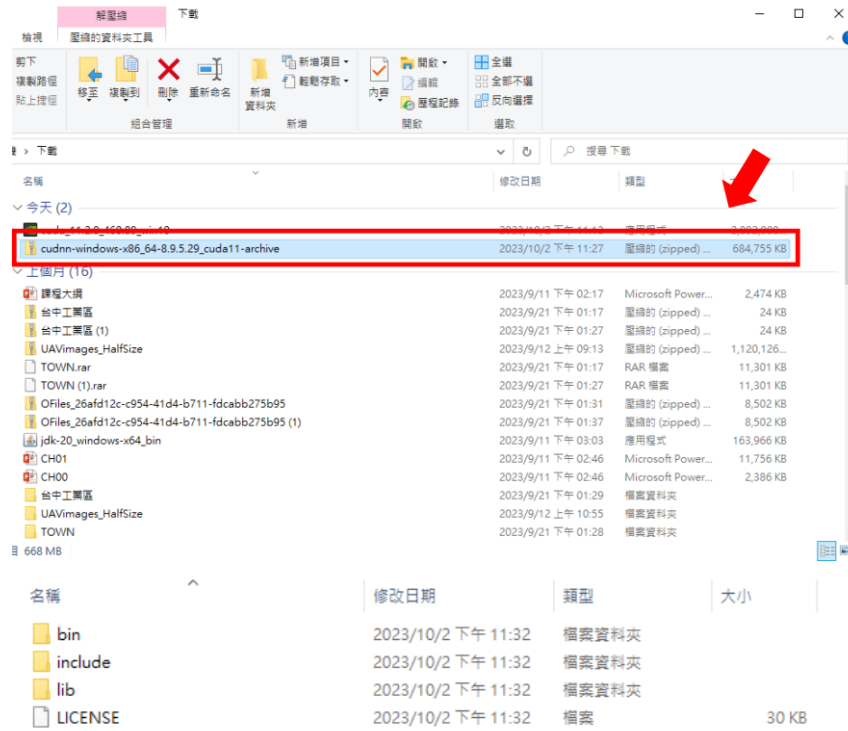 解壓縮 下載
檢視 壓縮的資料夾工具
剪下
複製路徑
貼上捷徑
移至 複製到 刪除 重新命名
新增
資料夾
新增項目
輕鬆存取
內容
開啟
編輯
歷程記錄
全選
全部不選
反向選擇
組合管理 新增 開啟 選取
› 下載 搜尋 下載
名稱 修改日期 類型
今天 (2)
cudnn-windows-x86_64-8.9.5.29_cuda11-archive 2023/10/2 下午 11:27 壓縮的 (zipped) ... 684,755 KB
上個月 (16)
課程大綱 2023/9/11 下午 02:17 Microsoft Power... 2,474 KB
台中工業區 2023/9/21 下午 01:17 壓縮的 (zipped) ... 24 KB
台中工業區 (1) 2023/9/21 下午 01:27 壓縮的 (zipped) ... 24 KB
UAVimages_HalfSize 2023/9/12 上午 09:13 壓縮的 (zipped) ... 1,120,126...
TOWN.rar 2023/9/21 下午 01:17 RAR 檔案 11,301 KB
TOWN (1).rar 2023/9/21 下午 01:27 RAR 檔案 11,301 KB
OFiles_26afd12c-c954-41d4-b711-fdcabb275b95 2023/9/21 下午 01:31 壓縮的 (zipped) ... 8,502 KB
OFiles_26afd12c-c954-41d4-b711-fdcabb275b95 (1) 2023/9/21 下午 01:37 壓縮的 (zipped) ... 8,502 KB
jdk-20_windows-x64_bin 2023/9/11 下午 03:03 應用程式 163,966 KB
CH01 2023/9/11 下午 02:46 Microsoft Power... 11,756 KB
CH00 2023/9/11 下午 02:46 Microsoft Power... 2,386 KB
台中工業區 2023/9/21 下午 01:29 檔案資料夾
UAVimages_HalfSize 2023/9/12 上午 10:55 檔案資料夾
TOWN 2023/9/21 下午 01:28 檔案資料夾
668 MB
名稱 修改日期 類型 大小
bin 2023/10/2 下午 11:32 檔案資料夾
include 2023/10/2 下午 11:32 檔案資料夾
lib 2023/10/2 下午 11:32 檔案資料夾
LICENSE 2023/10/2 下午 11:32 檔案 30 KB